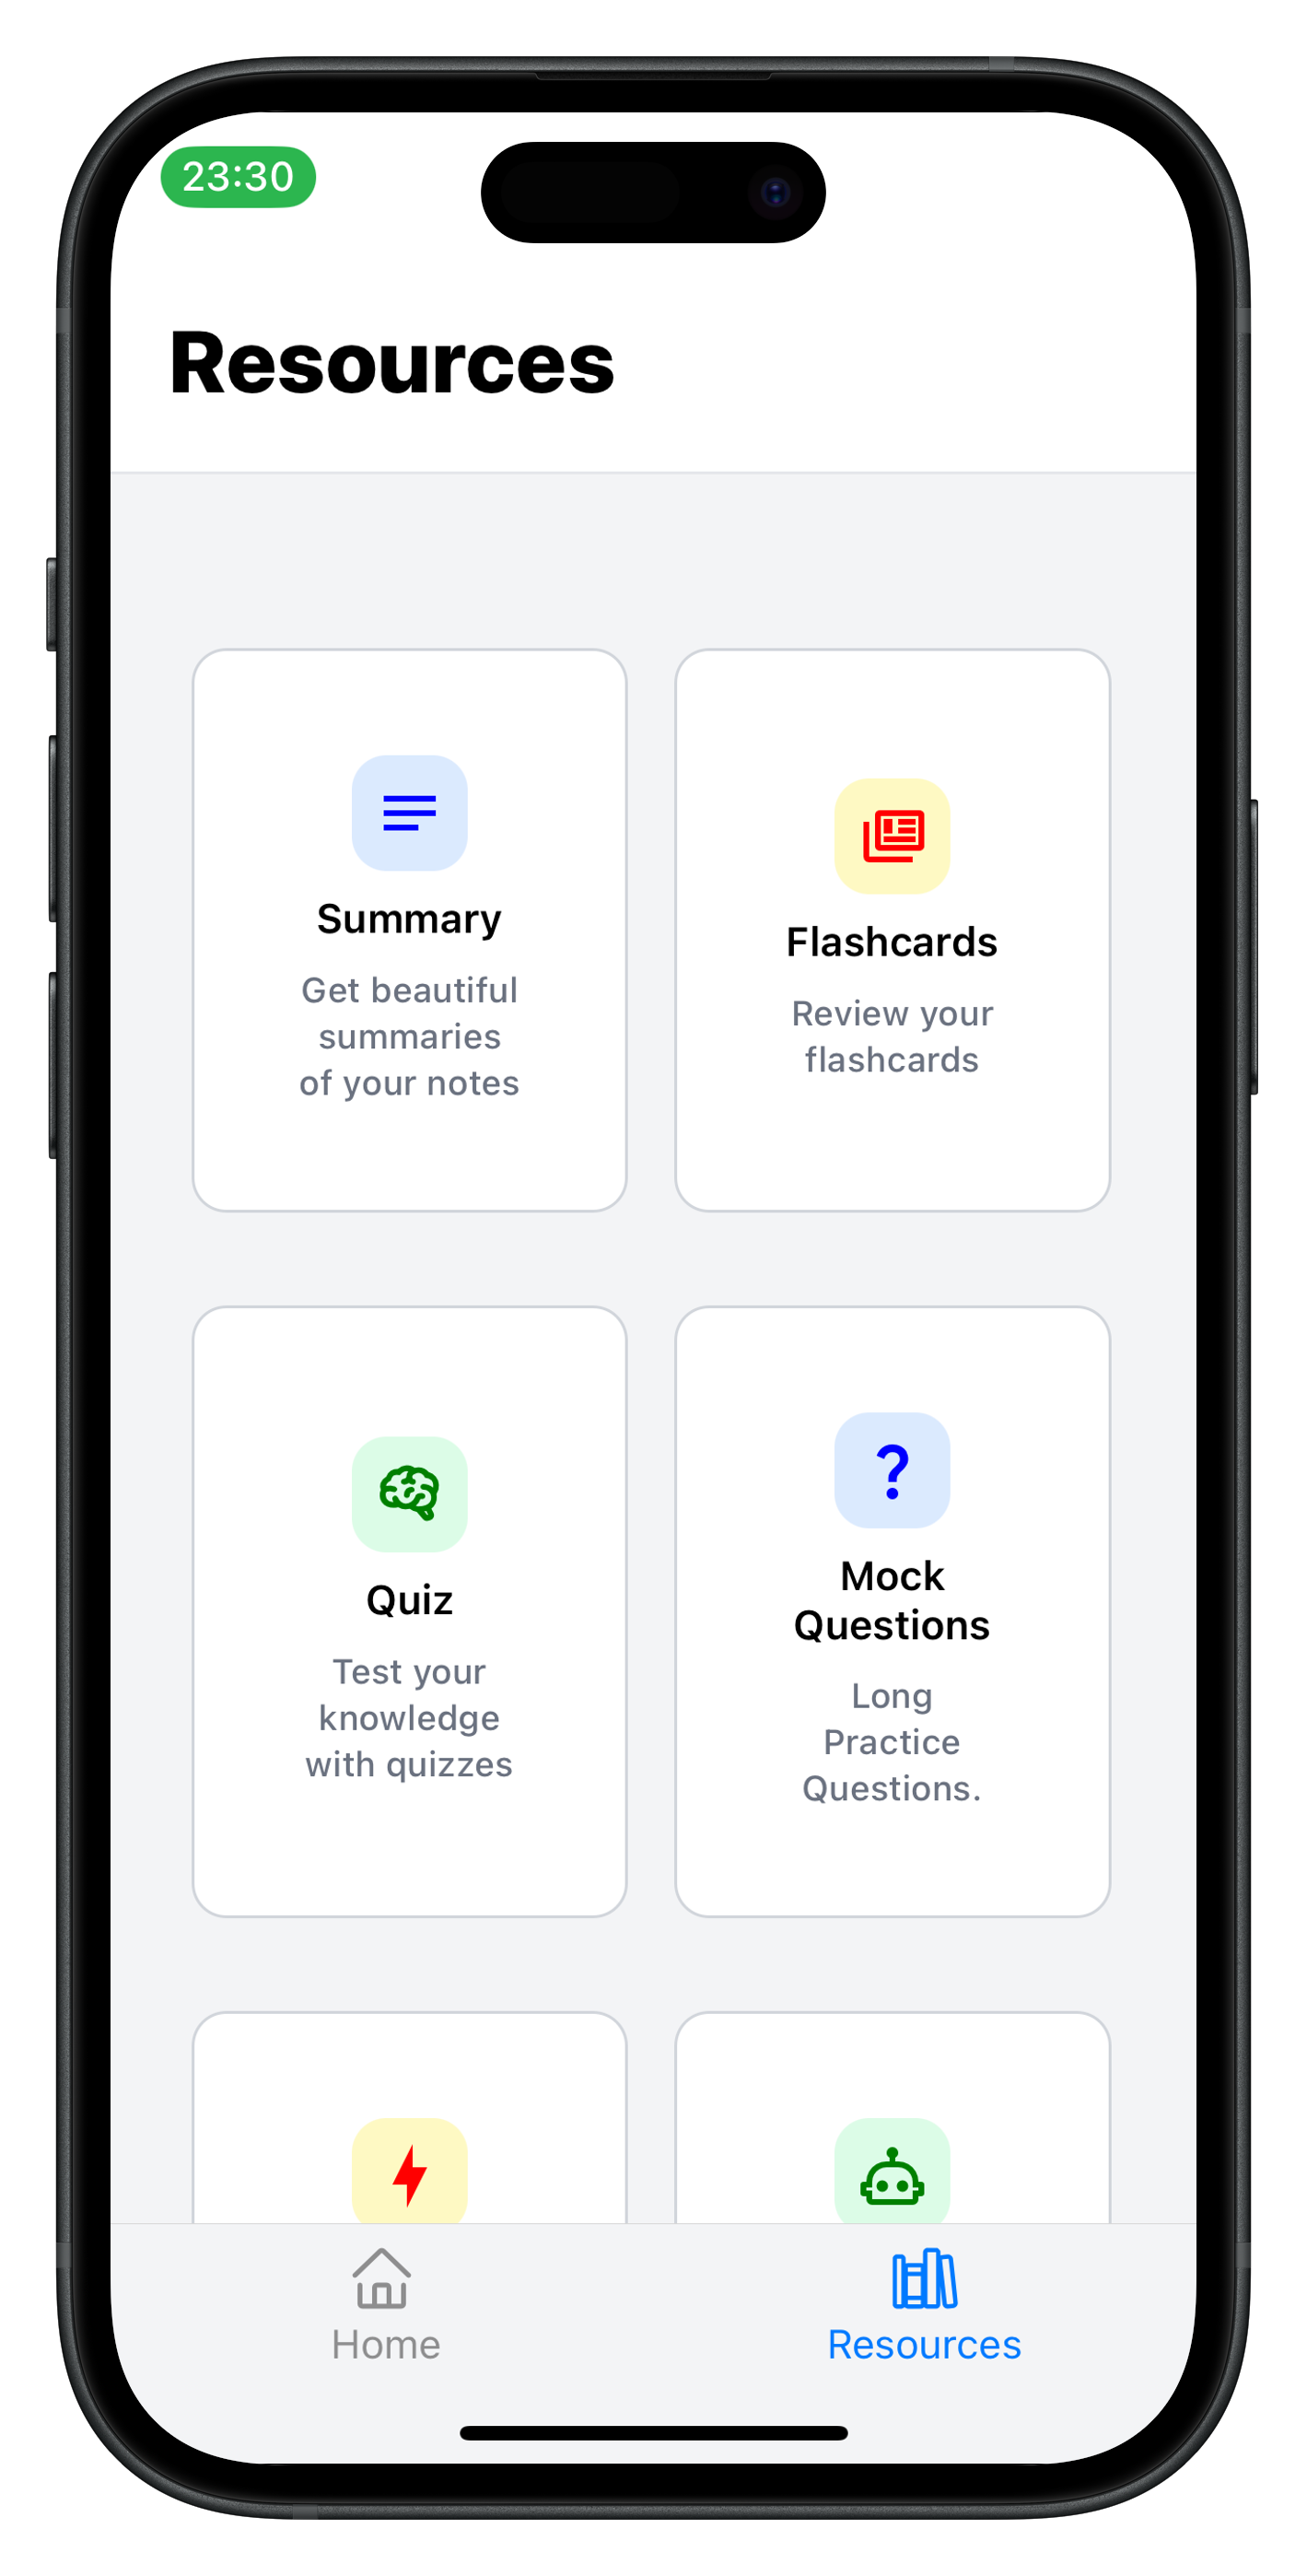 23:30
Resources
Summary
Get beautiful
summaries
of your notes
Flashcards
Review your
flashcards
Quiz
Test your
knowledge
with quizzes
?
Mock
Questions
Long
Practice
Questions.
Home
Resources